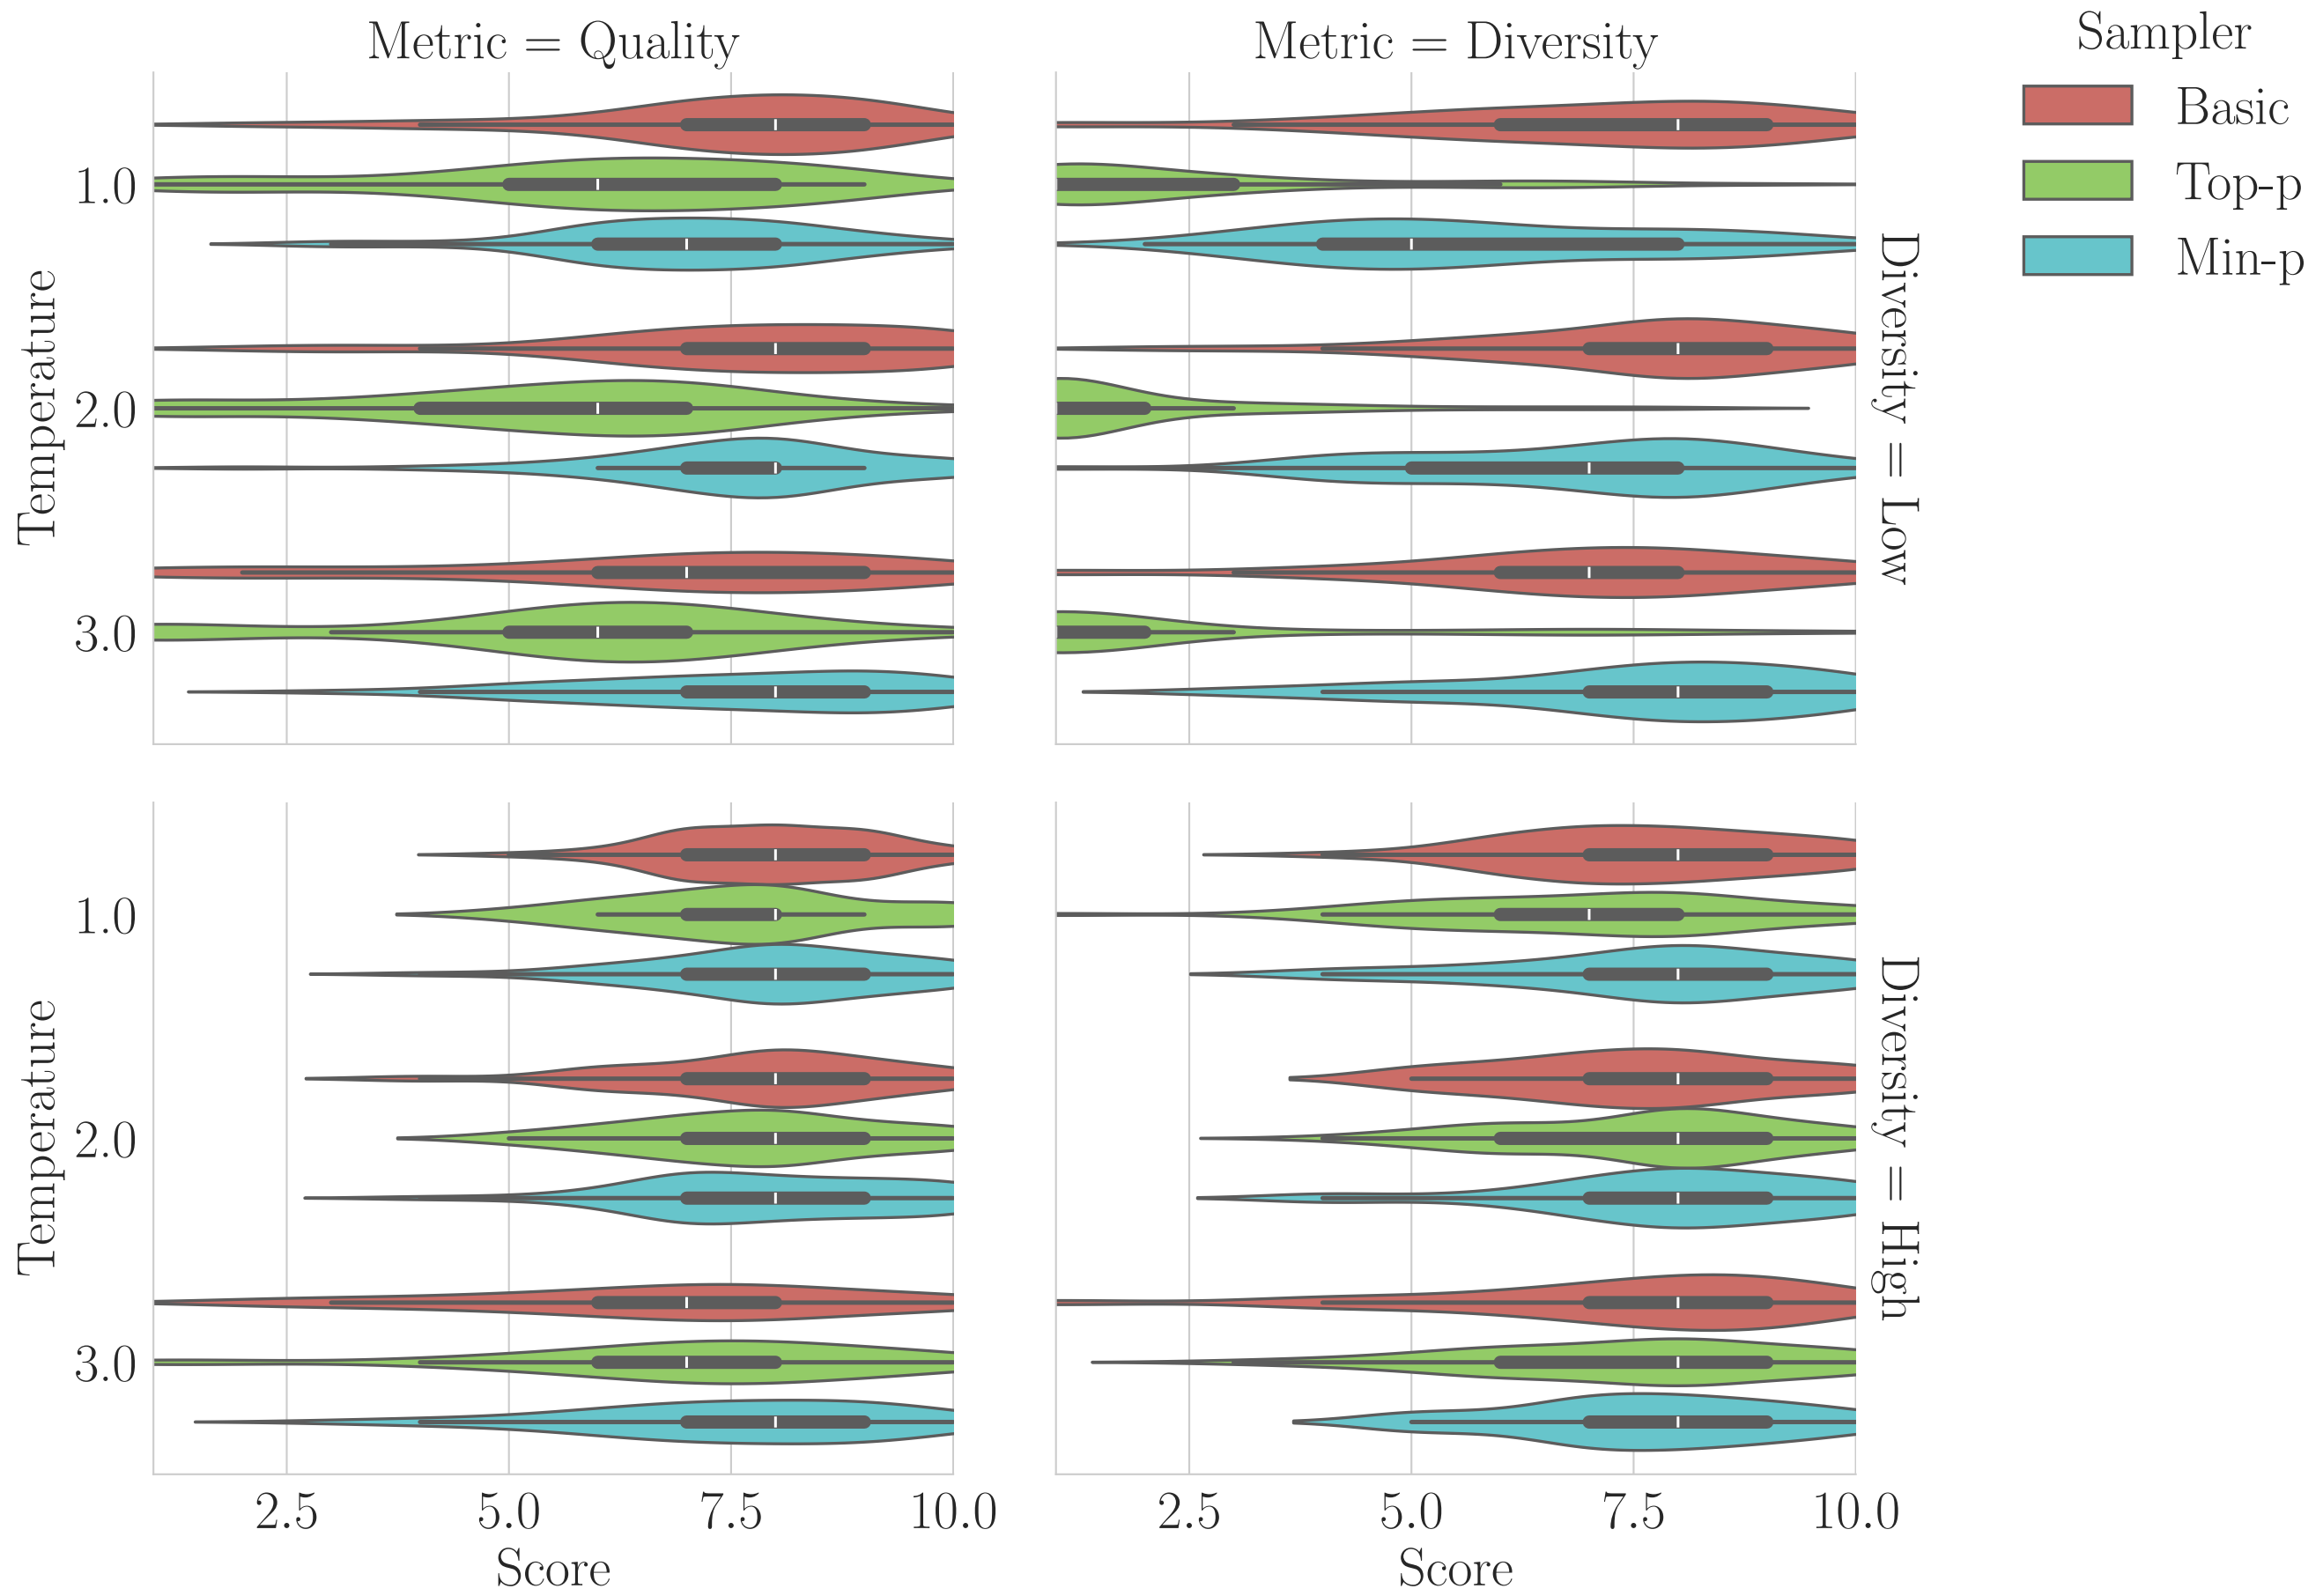 Metric = Quality
Metric = Diversity
Sampler
Basic
Top-p
Min-p
Temperature
1.0
2.0
3.0
Diversity = Low
Temperature
1.0
2.0
3.0
Diversity = High
2.5 5.0 7.5 10.0
Score
2.5 5.0 7.5 10.0
Score